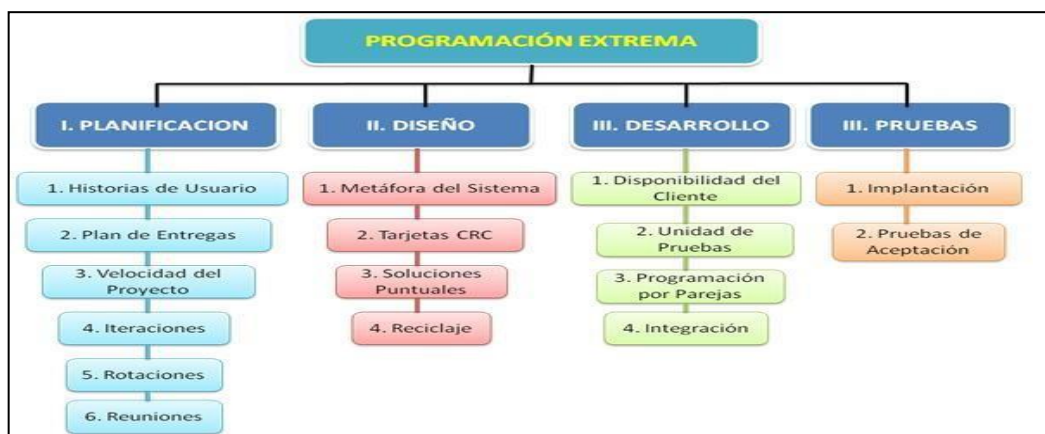 PROGRAMACIÓN EXTREMA
I. PLANIFICACION
1. Historias de Usuario
2. Plan de Entregas
3. Velocidad del
Proyecto
4. Iteraciones
5. Rotaciones
6. Reuniones
II. DISEÑO
1. Metáfora del Sistema
2. Tarjetas CRC
3. Soluciones
Puntuales
4. Reciclaje
III. DESARROLLO
1. Disponibilidad del
Cliente
2. Unidad de
Pruebas
3. Programación
por Parejas
4. Integración
III. PRUEBAS
1. Implantación
2. Pruebas de
Aceptación